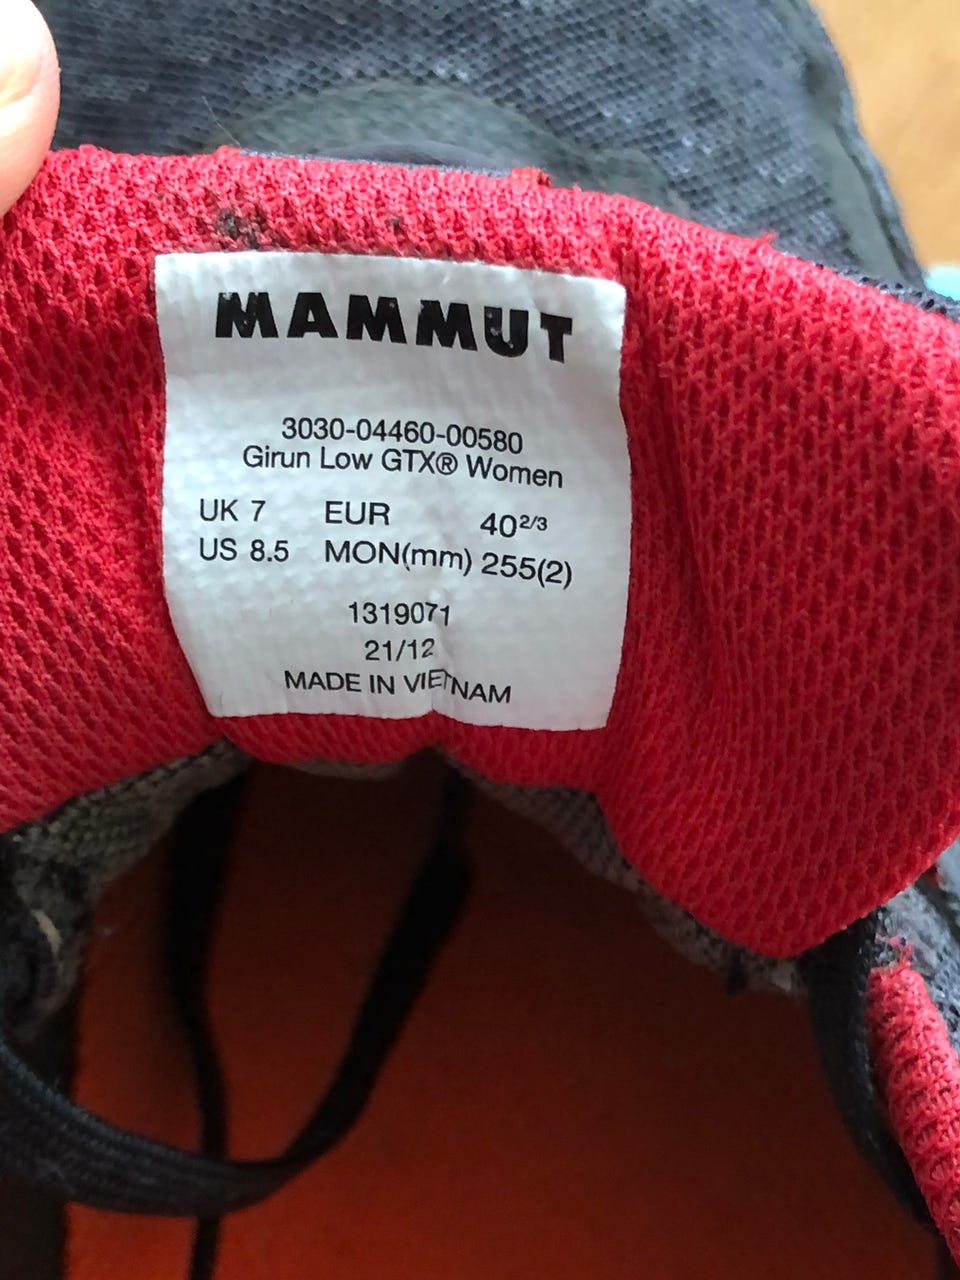 MAMMUT
3030-04460-00580
Girun Low GTX® Women
UK 7 EUR 40 2/3
US 8.5 MON(mm) 255(2)
1319071
21/12
MADE IN VIETNAM